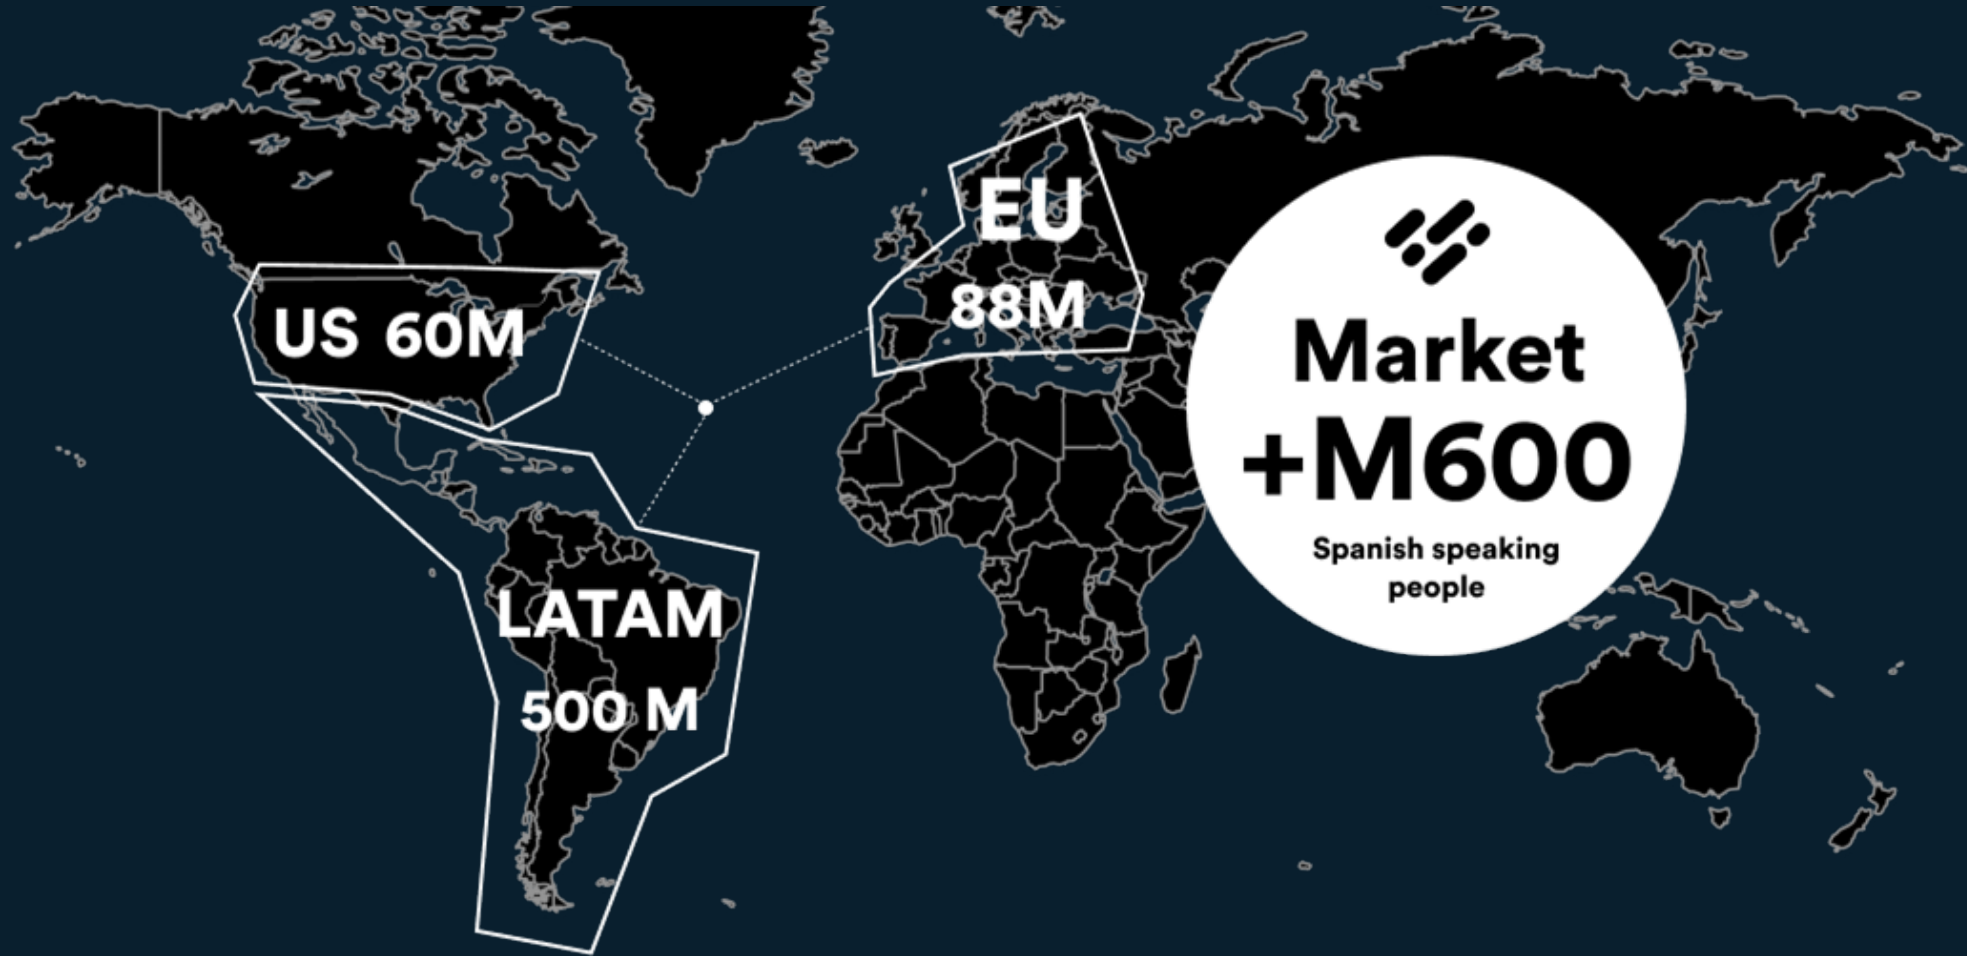 US 60M
EU
88M
LATAM
500 M
Market
+M600
Spanish speaking
people